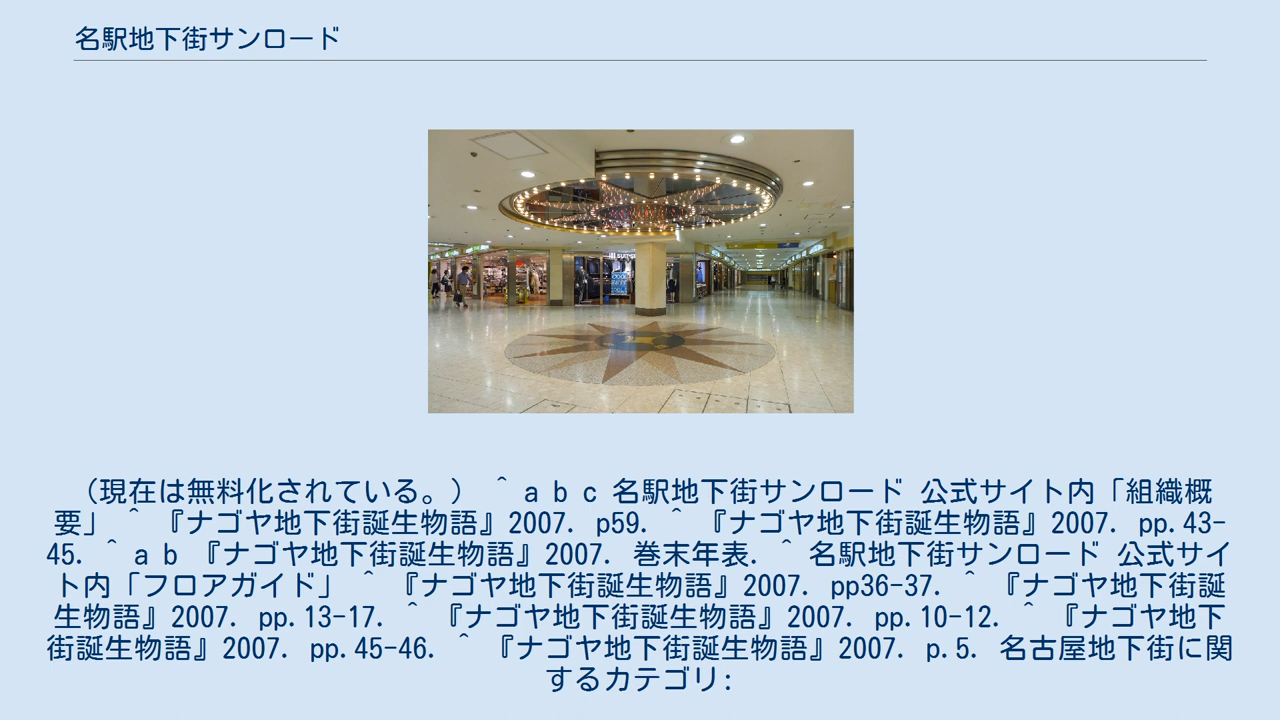 名駅地下街サンロード
（現在は無料化されている。） ^ a b c 名駅地下街サンロード 公式サイト内「組織概
要」 ^ 『ナゴヤ地下街誕生物語』2007. p59. ^ 『ナゴヤ地下街誕生物語』2007. pp.43-
45. ^ a b 『ナゴヤ地下街誕生物語』2007. 巻末年表. ^ 名駅地下街サンロード 公式サイ
ト内「フロアガイド」 ^ 『ナゴヤ地下街誕生物語』2007. pp36-37. ^ 『ナゴヤ地下街誕
生物語』2007. pp.13-17. ^ 『ナゴヤ地下街誕生物語』2007. pp.10-12. ^ 『ナゴヤ地下
街誕生物語』2007. pp.45-46. ^ 『ナゴヤ地下街誕生物語』2007. p.5. 名古屋地下街に関
するカテゴリ: